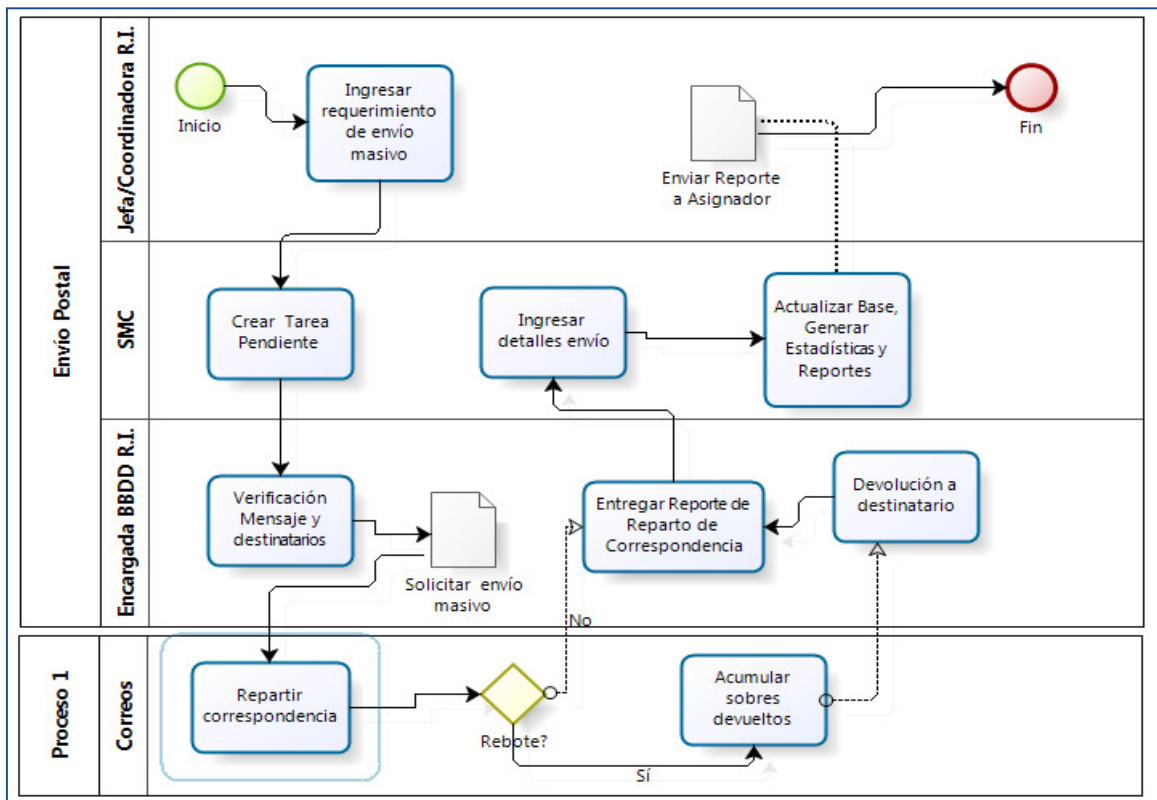 Envío Postal
Jefa/Coordinadora R.I.
Inicio
Ingresar
requerimiento
de envío
masivo
Enviar Reporte
a Asignador
Fin
SMC
Crear Tarea
Pendiente
Ingresar
detalles envío
Actualizar Base,
Generar
Estadísticas y
Reportes
Encargada BBDD R.I.
Verificación
Mensaje y
destinatarios
Solicitar envío
masivo
Entregar Reporte de
Reparto de
Correspondencia
Devolución a
destinatario
No
Proceso 1
Correos
Repartir
correspondencia
Rebote?
Sí
Acumular
sobres
devueltos